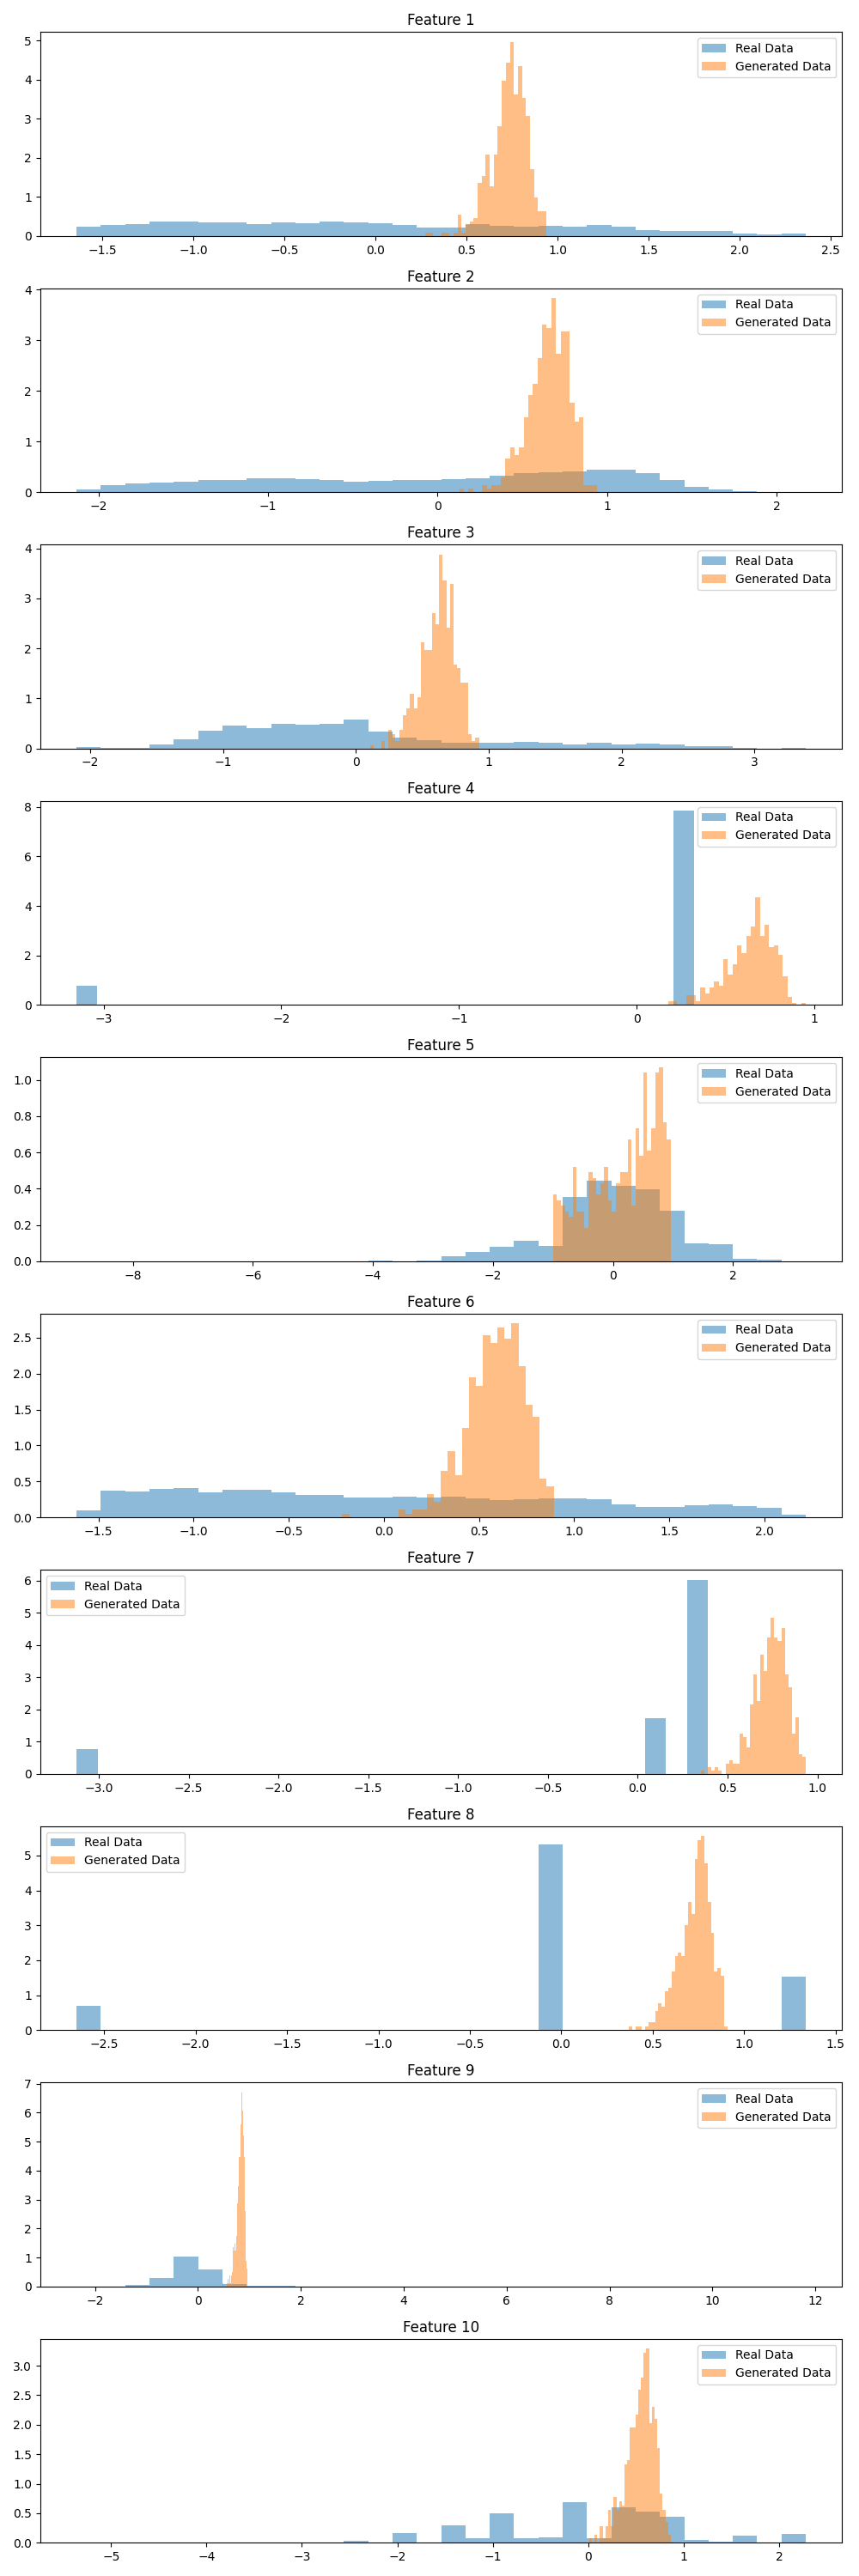 Feature 1
Real Data
Generated Data
5
4
3
2
1
0
−1.5 −1.0 −0.5 0.0 0.5 1.0 1.5 2.0 2.5
Feature 2
Real Data
Generated Data
4
3
2
1
0
−2 −1 0 1 2
Feature 3
Real Data
Generated Data
4
3
2
1
0
−2 −1 0 1 2 3
Feature 4
Real Data
Generated Data
8
6
4
2
0
−3 −2 −1 0 1
Feature 5
Real Data
Generated Data
1.0
0.8
0.6
0.4
0.2
0.0
−8 −6 −4 −2 0 2
Feature 6
Real Data
Generated Data
2.5
2.0
1.5
1.0
0.5
0.0
−1.5 −1.0 −0.5 0.0 0.5 1.0 1.5 2.0
Feature 7
Real Data
Generated Data
6
5
4
3
2
1
0
−3.0 −2.5 −2.0 −1.5 −1.0 −0.5 0.0 0.5 1.0
Feature 8
Real Data
Generated Data
5
4
3
2
1
0
−2.5 −2.0 −1.5 −1.0 −0.5 0.0 0.5 1.0 1.5
Feature 9
Real Data
Generated Data
7
6
5
4
3
2
1
0
−2 0 2 4 6 8 10 12
Feature 10
Real Data
Generated Data
3.0
2.5
2.0
1.5
1.0
0.5
0.0
−5 −4 −3 −2 −1 0 1 2